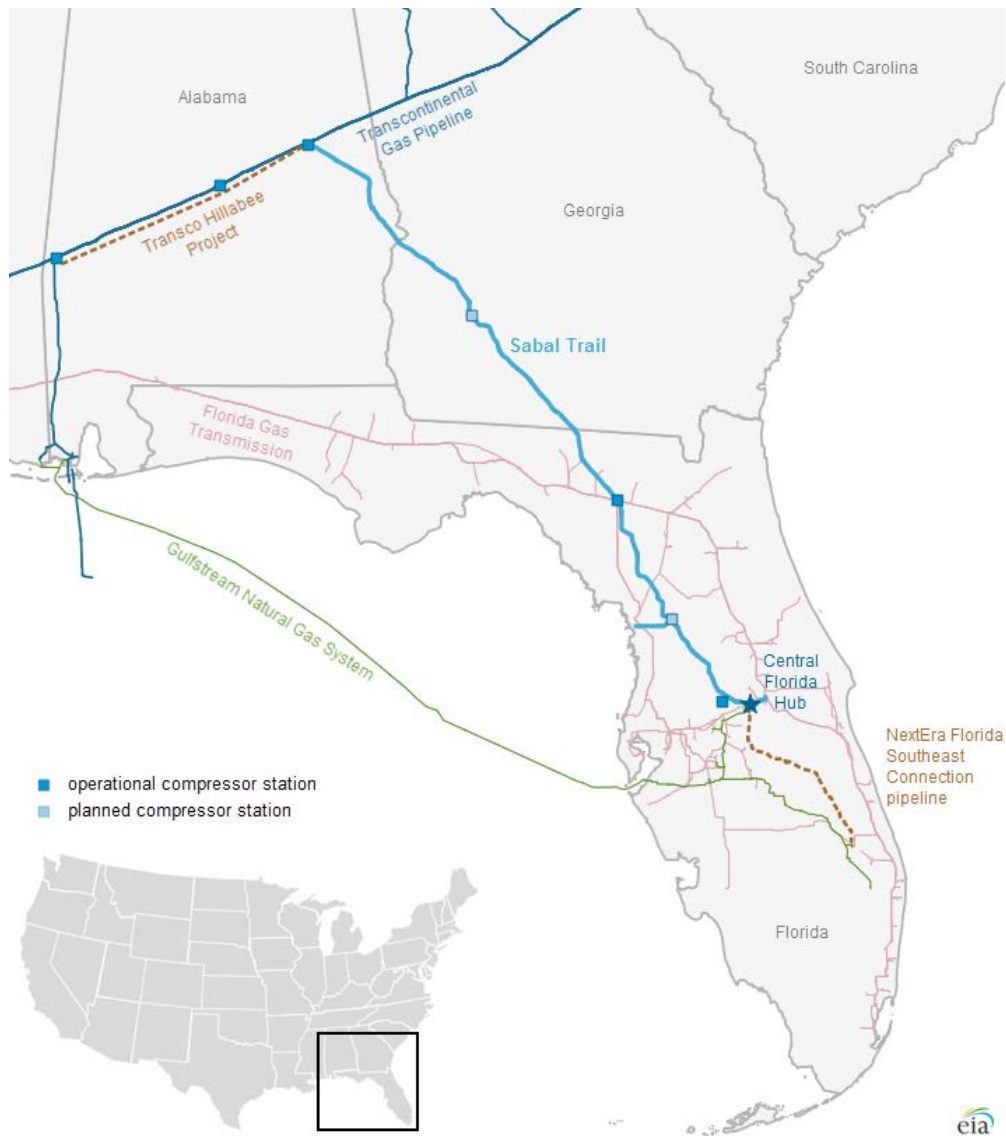 South Carolina
Alabama
Transcontinental
Gas Pipeline
Georgia
Transco Hillabee
Project
Sabal Trail
Florida Gas
Transmission
Gulfstream Natural Gas System
Central
Florida
Hub
NextEra Florida
Southeast
Connection
pipeline
operational compressor station
planned compressor station
Florida
eia